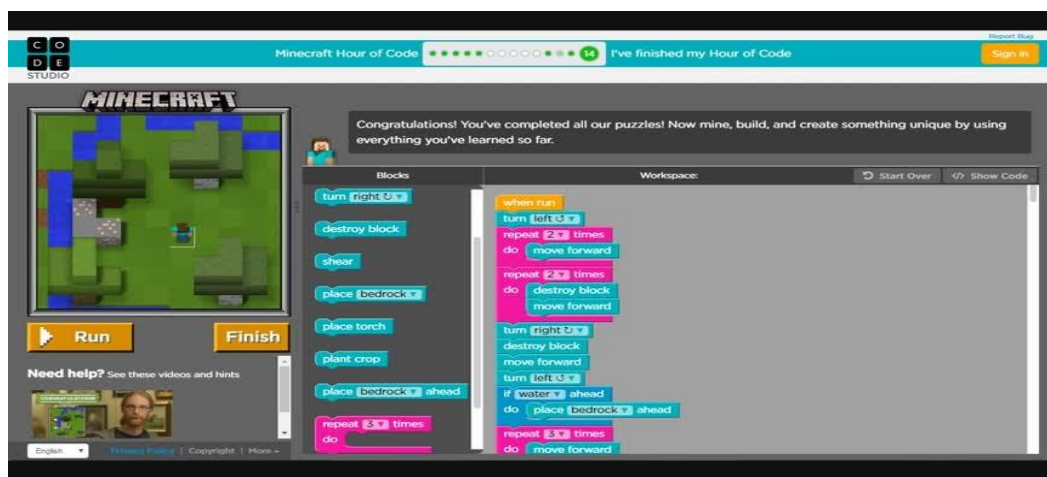 Report Bug
C O
D E
STUDIO
Minecraft Hour of Code 14 I've finished my Hour of Code
Sign in
MINECRAFT
Congratulations! You've completed all our puzzles! Now mine, build, and create something unique by using
everything you've learned so far.
Blocks
Workspace:
Start Over
Show Code
turn right
destroy block
shear
place bedrock
place torch
plant crop
place bedrock ahead
repeat 3 times
do
when run
turn left
repeat 2 times
do move forward
repeat 2 times
do destroy block
move forward
turn right
destroy block
move forward
turn left
if water ahead
do place bedrock ahead
repeat 3 times
do move forward
Run
Finish
Need help? See these videos and hints
CONGRATULATIONS!
English
Privacy Policy | Copyright | More